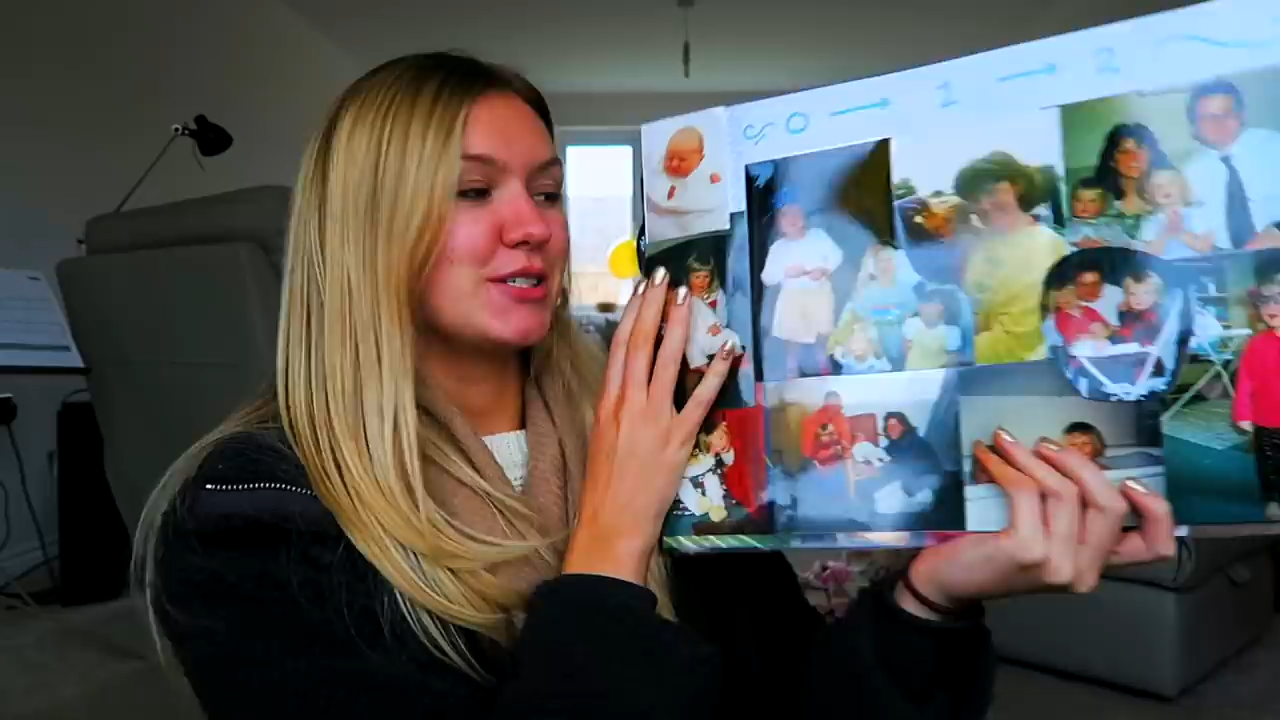 0 → 1 → 2